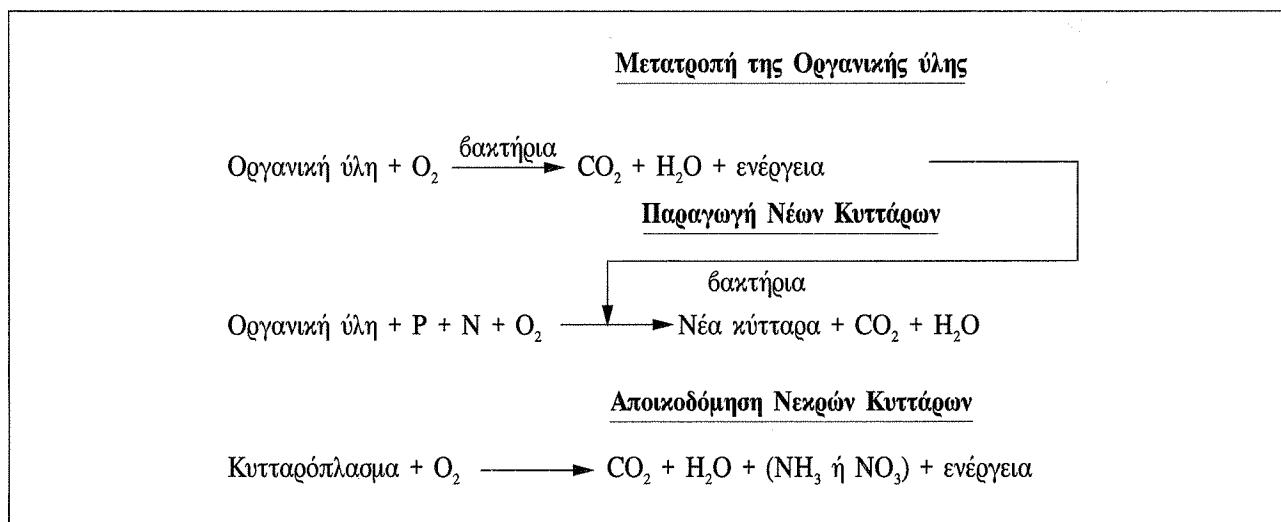 Μετατροπή της Οργανικής ύλης
Οργανική ύλη + O₂ βακτήρια CO₂ + H₂O + ενέργεια
Παραγωγή Νέων Κυττάρων
βακτήρια
Οργανική ύλη + P + N + O₂ Νέα κύτταρα + CO₂ + H₂O
Αποικοδόμηση Νεκρών Κυττάρων
Κυτταρόπλασμα + O₂ CO₂ + H₂O + (NH₃ ή NO₃) + ενέργεια